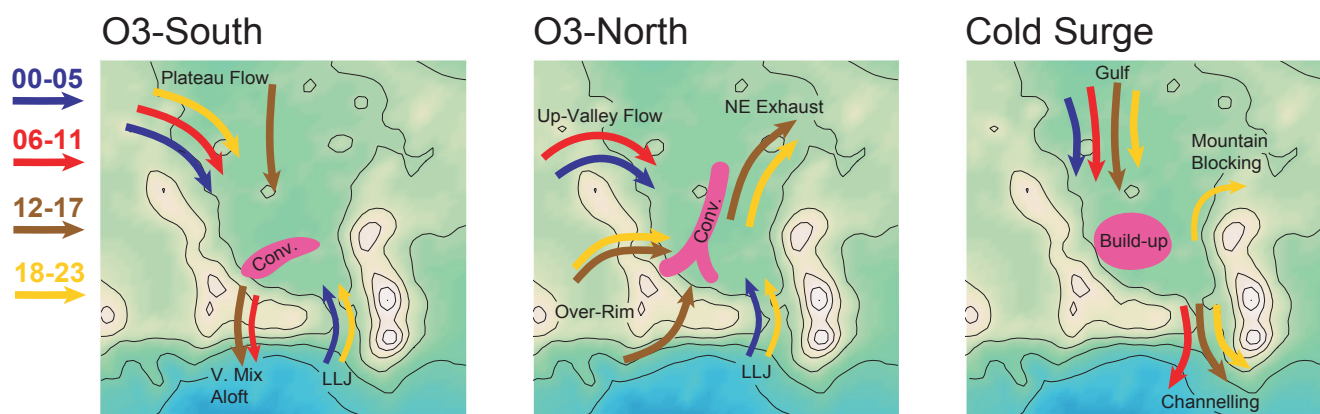 O3-South
O3-North
Cold Surge
00-05
06-11
12-17
18-23
Plateau Flow
Conv.
V. Mix
Aloft
LLJ
Up-Valley Flow
NE Exhaust
Conv.
Over-Rim
LLJ
Gulf
Mountain
Blocking
Build-up
Channelling